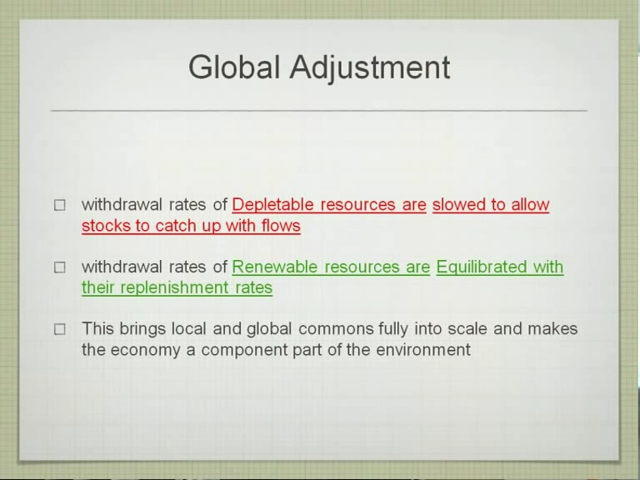 Global Adjustment
withdrawal rates of Depletable resources are slowed to allow
stocks to catch up with flows
withdrawal rates of Renewable resources are Equilibrated with
their replenishment rates
This brings local and global commons fully into scale and makes
the economy a component part of the environment